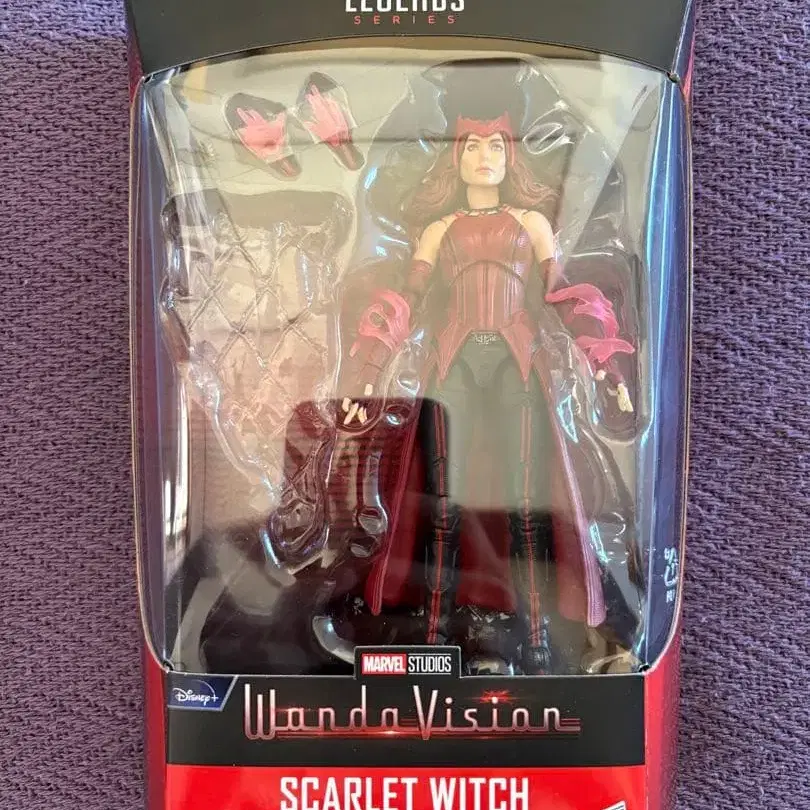 LEGENDS
SERIES
MARVEL STUDIOS
Disney+
WandaVision
SCARLET WITCH